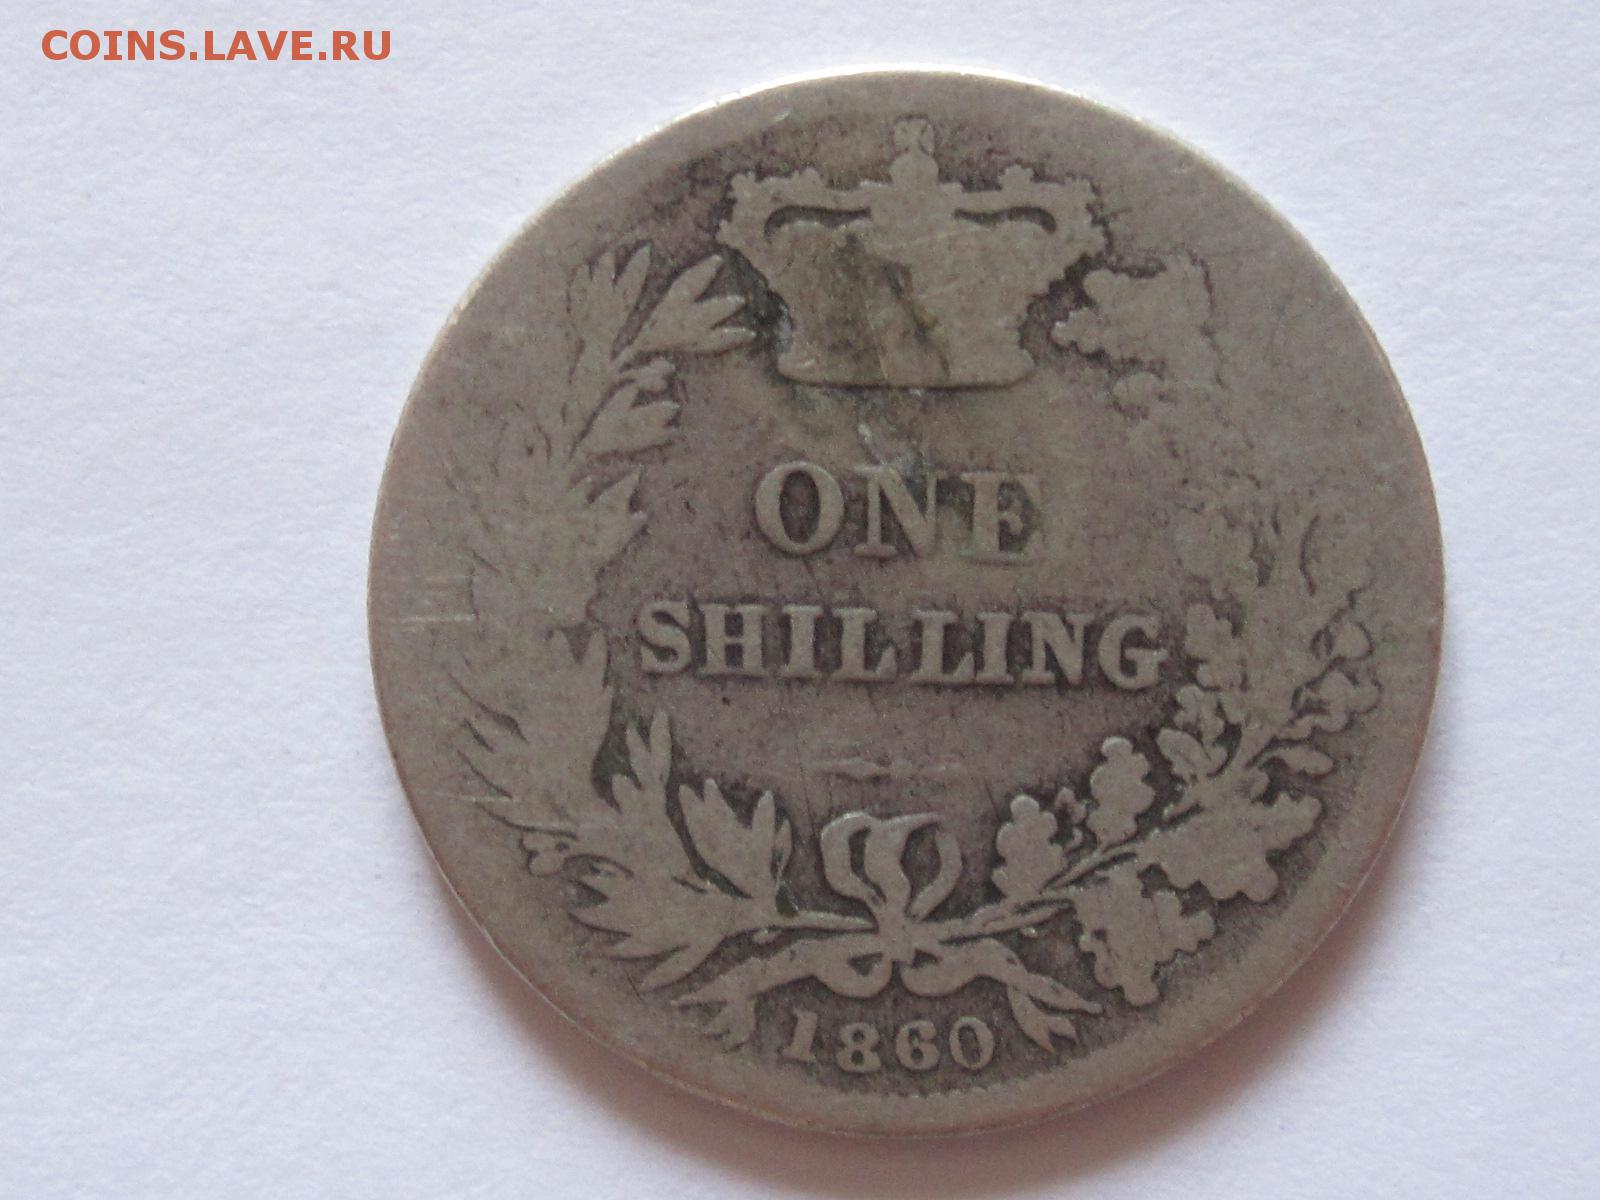 COINS.LAVE.RU
ONE
SHILLING
1860